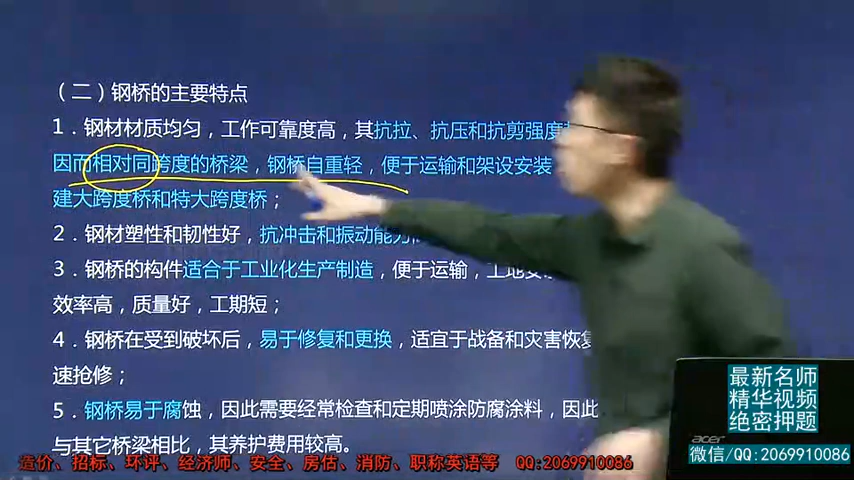 （二）钢桥的主要特点
1．钢材材质均匀，工作可靠度高，其抗拉、抗压和抗剪强度
因而相对同跨度的桥梁，钢桥自重轻，便于运输和架设安装
建大跨度桥和特大跨度桥；
2．钢材塑性和韧性好，抗冲击和振动能力
3．钢桥的构件适合于工业化生产制造，便于运输，工地安
效率高，质量好，工期短；
4．钢桥在受到破坏后，易于修复和更换，适宜于战备和灾害恢复
速抢修；
5．钢桥易于腐蚀，因此需要经常检查和定期喷涂防腐涂料，因此
与其它桥梁相比，其养护费用较高。
acer
最新名师
精华视频
绝密押题
微信/QQ:2069910086
造价、招标、环评、经济师、安全、房估、消防、职称英语等 QQ:2069910086